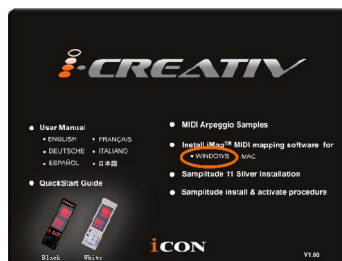 i·CREATIV
User Manual
ENGLISH
FRANÇAIS
DEUTSCHE
ITALIANO
ESPAÑOL
日本語
QuickStart Guide
MIDI Arpeggio Samples
Install iMap™ MIDI mapping software for
WINDOWS
MAC
Samplitude 11 Silver Installation
Samplitude install & activate procedure
Black
White
iCON
V1.00